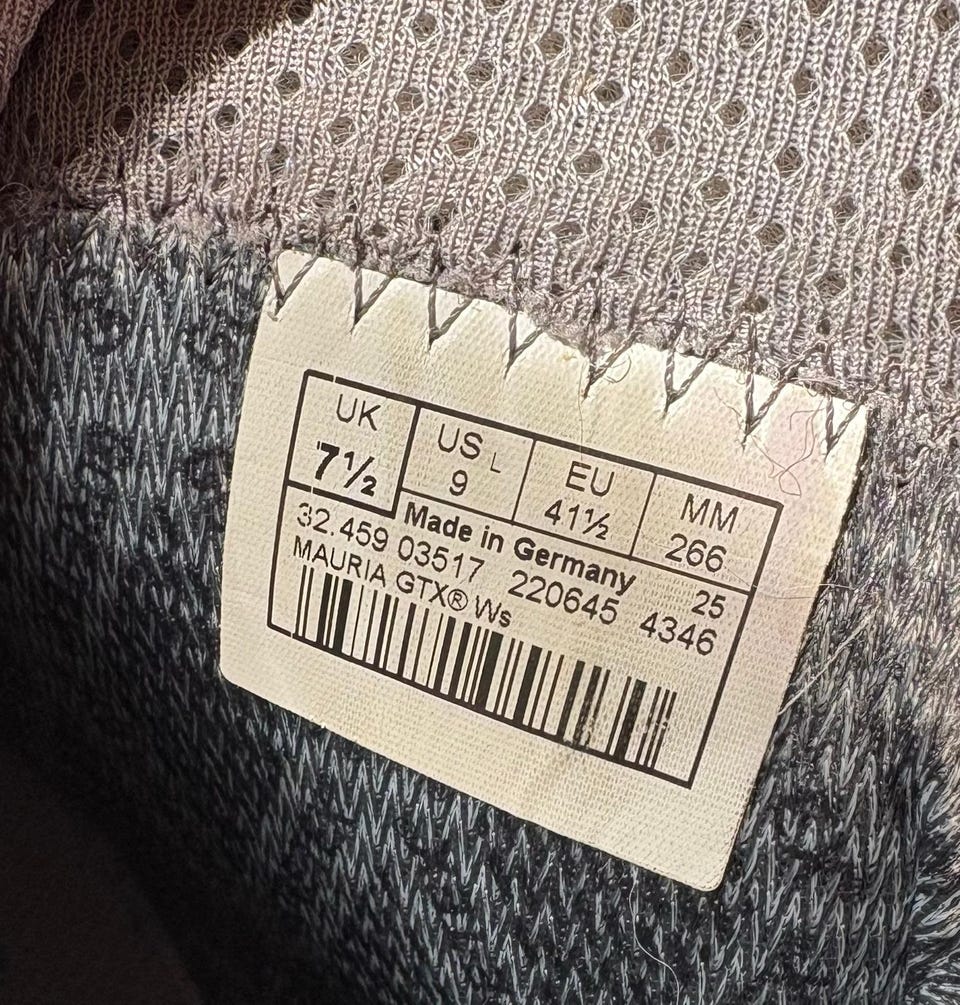 UK US L EU MM
7½ 9 41½ 266
Made in Germany 25
32.459 03517 220645 4346
MAURIA GTX® Ws